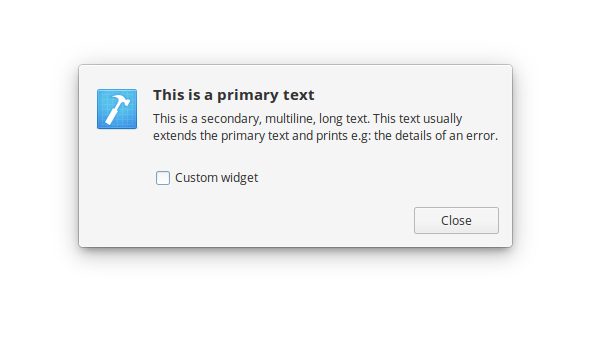 This is a primary text
This is a secondary, multiline, long text. This text usually
extends the primary text and prints e.g: the details of an error.
Custom widget
Close